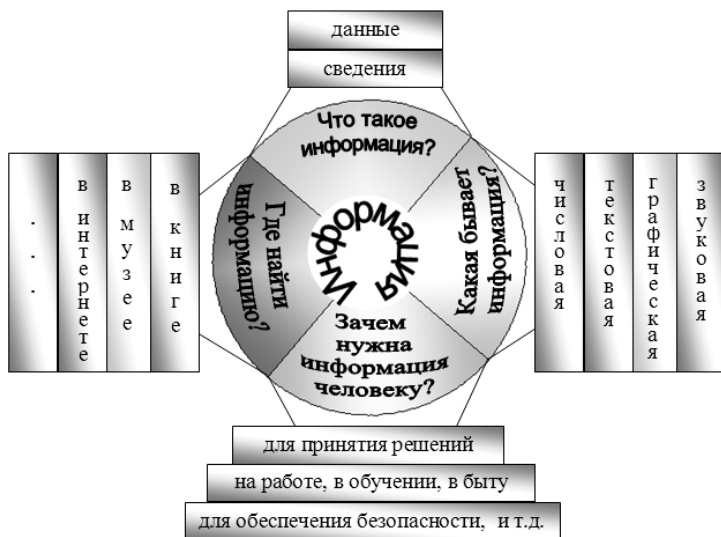 данные
сведения
Что такое
информация?
. . .
в интернете
в музее
в книге
Где найти
информацию?
Информация
Какая бывает
информация?
числовая
текстовая
графическая
звуковая
Зачем
нужна
информация
человеку?
для принятия решений
на работе, в обучении, в быту
для обеспечения безопасности, и т.д.